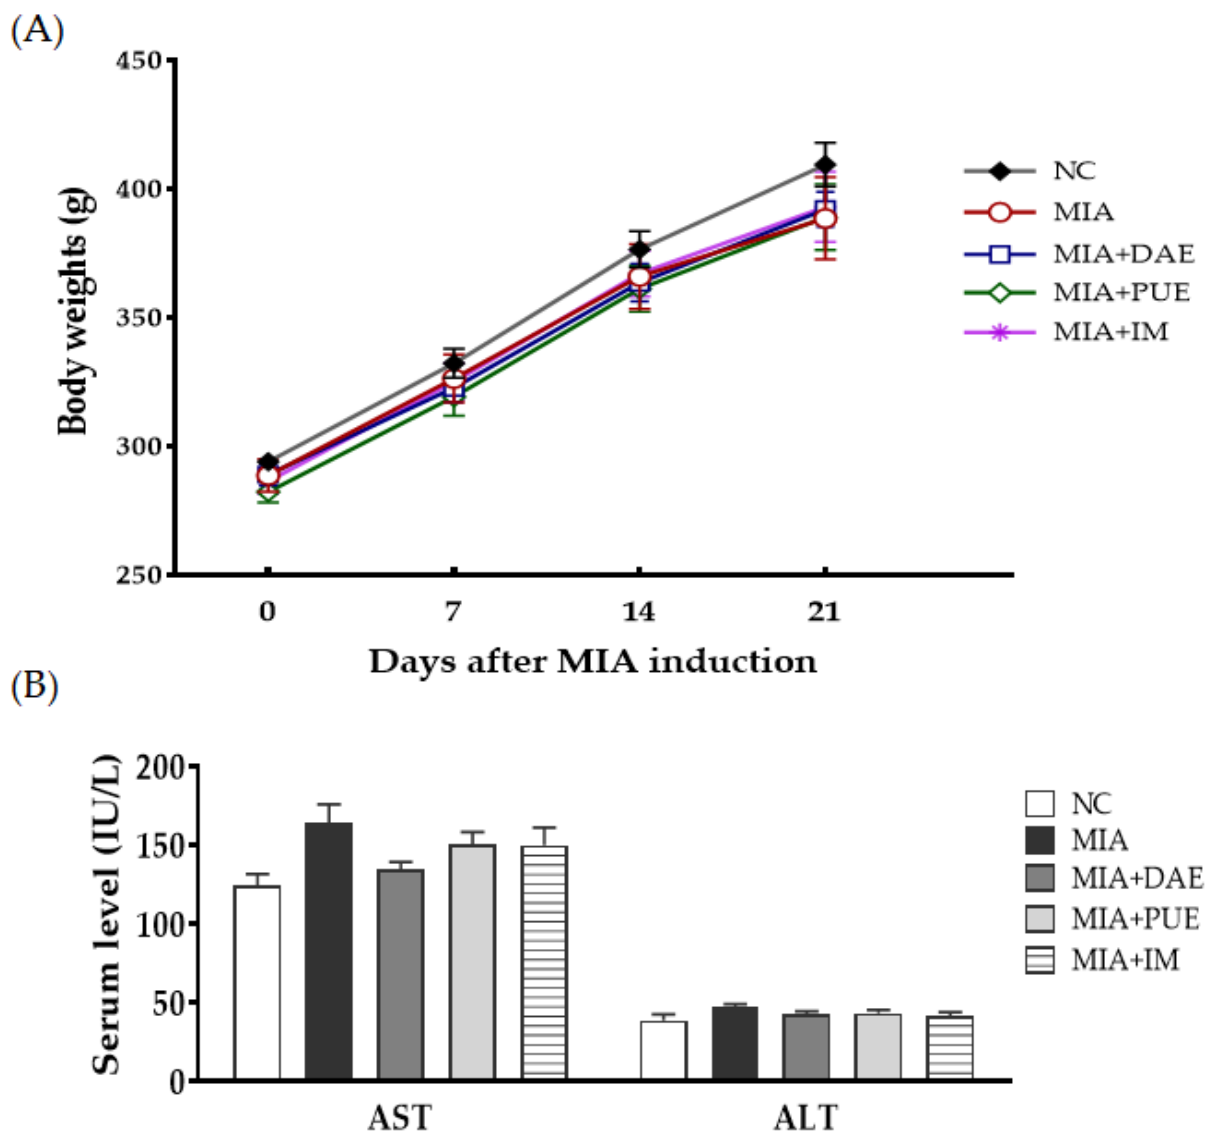 (A)
450
400
350
300
250
Body weights (g)
0 7 14 21
Days after MIA induction
NC
MIA
MIA+DAE
MIA+PUE
MIA+IM
(B)
200
150
100
50
0
Serum level (IU/L)
AST ALT
NC
MIA
MIA+DAE
MIA+PUE
MIA+IM